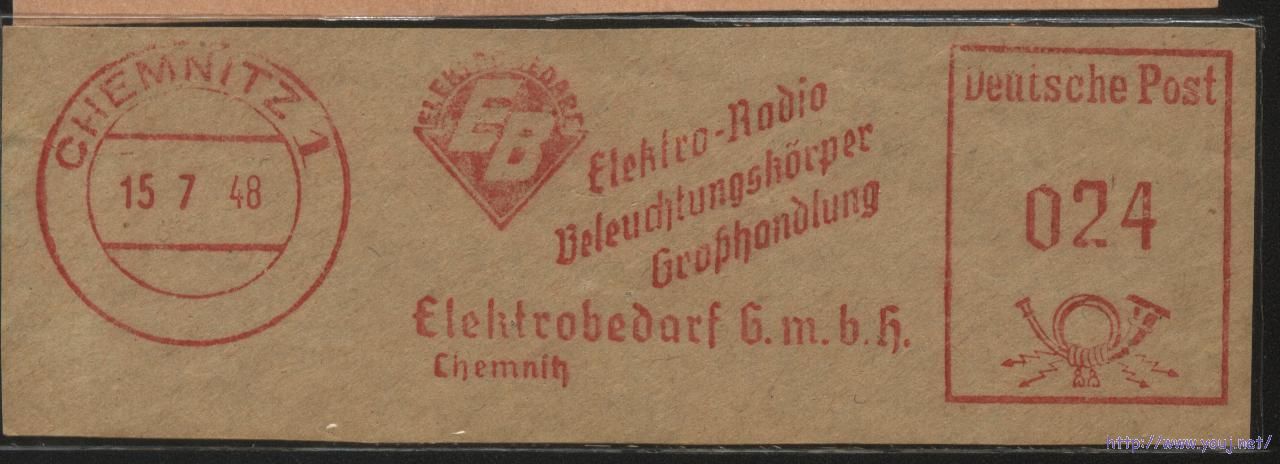 CHEMNITZ 1
15 7 48
ELEKTROBEDARF
EB
Elektro-Radio
Beleuchtungskörper
Großhandlung
Elektrobedarf G.m.b.H.
Chemnitz
Deutsche Post
024
http://www.youj.net/